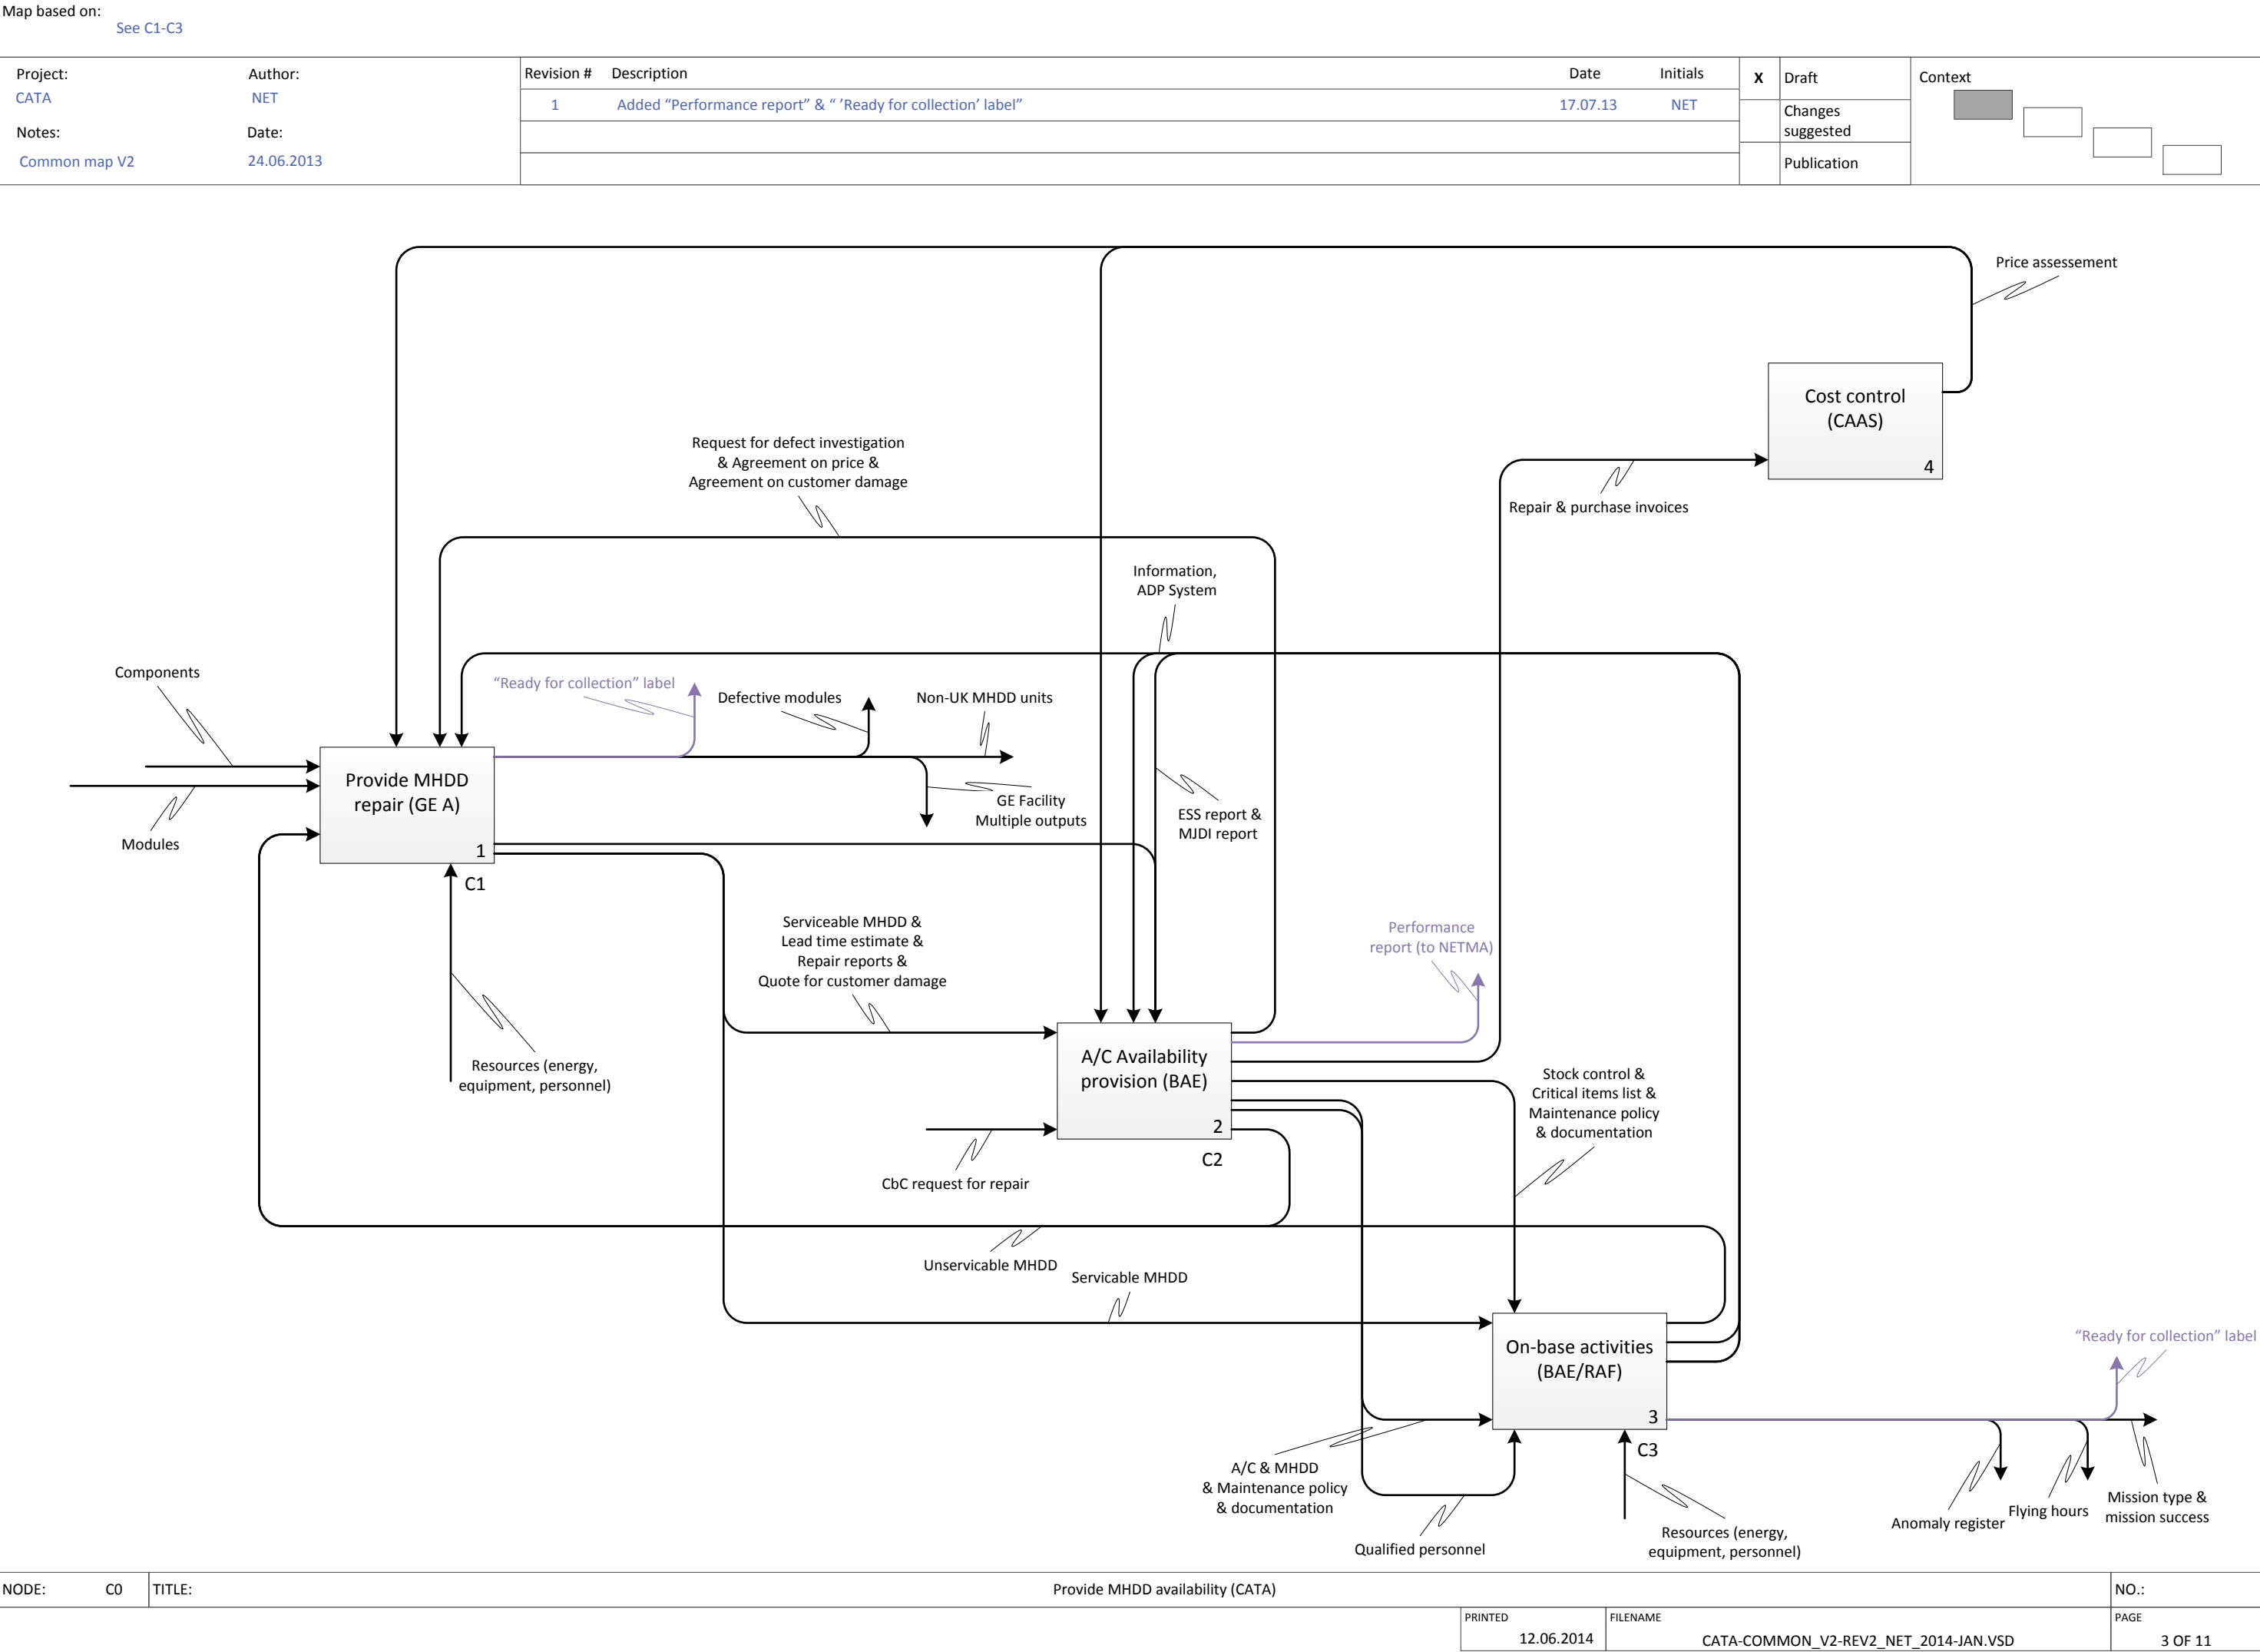 Map based on:
See C1-C3
Project:
Author:
CATA
NET
Notes:
Date:
Common map V2
24.06.2013
Revision # Description Date Initials
1 Added “Performance report” & “ ’Ready for collection’ label” 17.07.13 NET
X Draft
Changes
suggested
Publication
Context
Price assessement
Cost control
(CAAS)
4
Request for defect investigation
& Agreement on price &
Agreement on customer damage
Repair & purchase invoices
Information,
ADP System
Components
“Ready for collection” label
Defective modules
Non-UK MHDD units
Provide MHDD
repair (GE A)
1
C1
GE Facility
Multiple outputs
ESS report &
MJDI report
Modules
Serviceable MHDD &
Lead time estimate &
Repair reports &
Quote for customer damage
Performance
report (to NETMA)
Resources (energy,
equipment, personnel)
A/C Availability
provision (BAE)
2
C2
Stock control &
Critical items list &
Maintenance policy
& documentation
CbC request for repair
Unservicable MHDD
Servicable MHDD
On-base activities
(BAE/RAF)
3
C3
“Ready for collection” label
A/C & MHDD
& Maintenance policy
& documentation
Qualified personnel
Resources (energy,
equipment, personnel)
Anomaly register
Flying hours
Mission type &
mission success
NODE: C0 TITLE: Provide MHDD availability (CATA) NO.:
PRINTED FILENAME PAGE
12.06.2014 CATA-COMMON_V2-REV2_NET_2014-JAN.VSD 3 OF 11